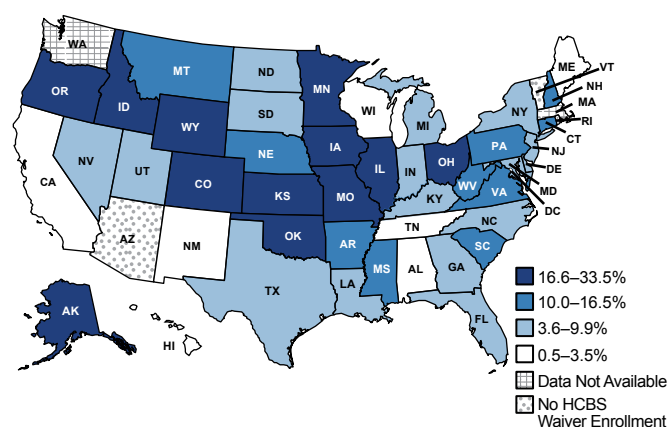 WA
ME
VT
MT
ND
MN
NH
OR
ID
SD
WI
MI
NY
MA
RI
WY
CT
IA
PA
NJ
NE
NV
UT
IL
IN
OH
DE
CA
CO
WV
VA
MD
KS
MO
KY
DC
NC
TN
AZ
NM
OK
AR
SC
MS
AL
GA
TX
LA
FL
AK
HI
16.6–33.5%
10.0–16.5%
3.6–9.9%
0.5–3.5%
Data Not Available
No HCBS
Waiver Enrollment